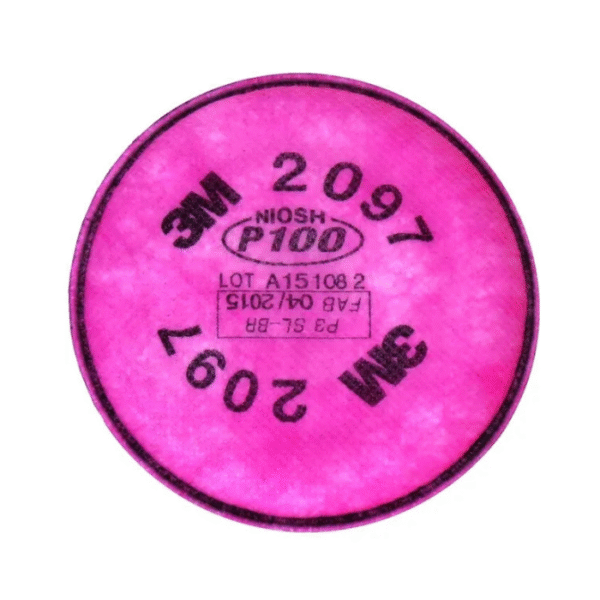 3M 2097
NIOSH
P100
LOT A15108 2
FAB 04/2015
P3 SL-BR
3M 2097